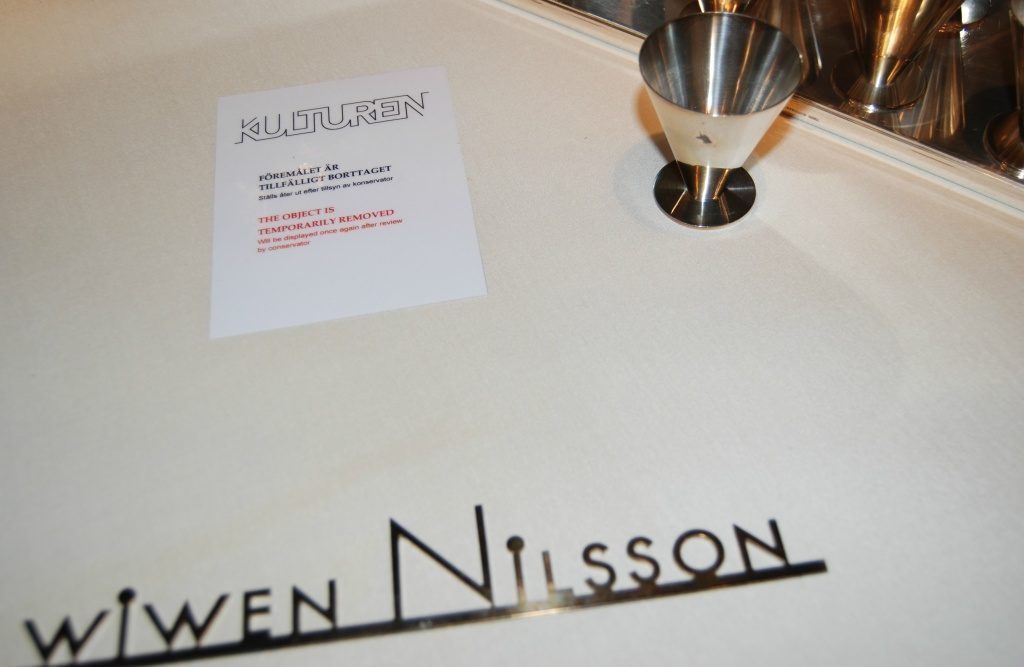 KULTUREN
FÖREMÅLET ÄR
TILLFÄLLIGT BORTTAGET
Ställs åter ut efter tillsyn av konservator
THE OBJECT IS
TEMPORARILY REMOVED
Will be displayed once again after review
by conservator
WiWEN NiLSSON